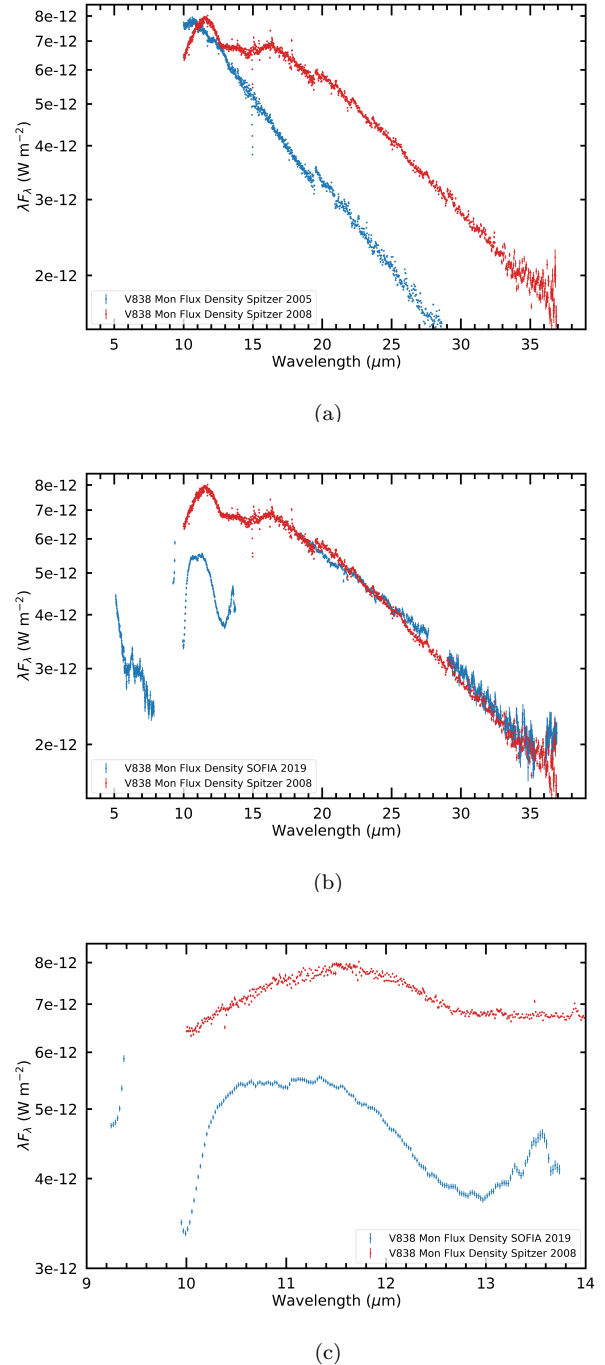 8e-12
7e-12
6e-12
5e-12
4e-12
3e-12
2e-12
λFλ (W m⁻²)
V838 Mon Flux Density Spitzer 2005
V838 Mon Flux Density Spitzer 2008
5 10 15 20 25 30 35
Wavelength (μm)
(a)
8e-12
7e-12
6e-12
5e-12
4e-12
3e-12
2e-12
λFλ (W m⁻²)
V838 Mon Flux Density SOFIA 2019
V838 Mon Flux Density Spitzer 2008
5 10 15 20 25 30 35
Wavelength (μm)
(b)
8e-12
7e-12
6e-12
5e-12
4e-12
3e-12
λFλ (W m⁻²)
V838 Mon Flux Density SOFIA 2019
V838 Mon Flux Density Spitzer 2008
9 10 11 12 13 14
Wavelength (μm)
(c)